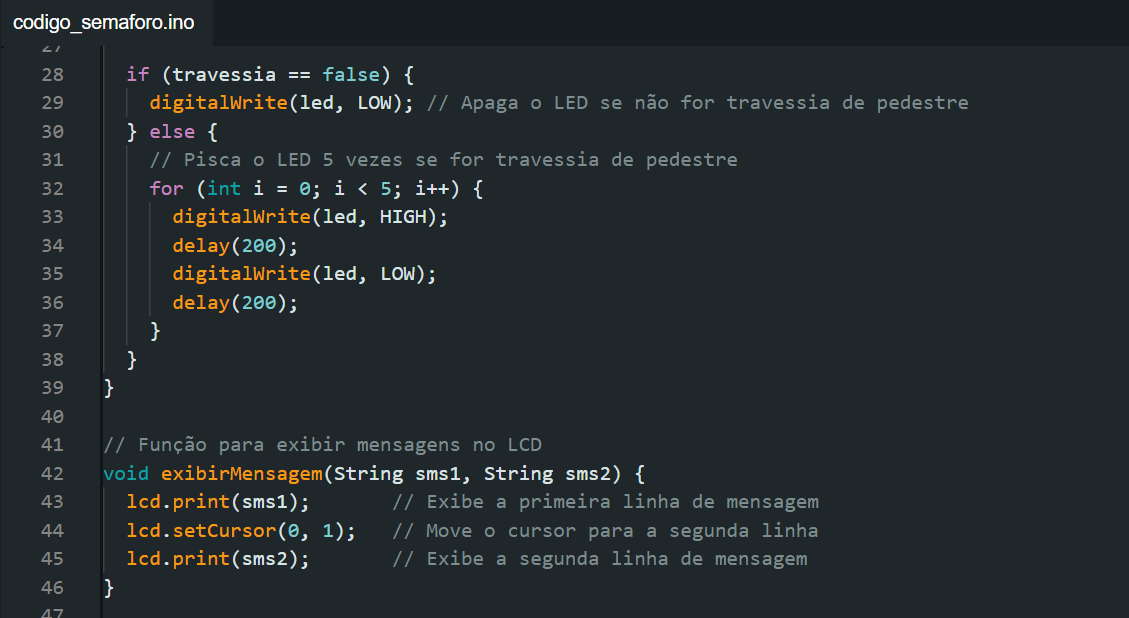 codigo_semaforo.ino
27
28 if (travessia == false) {
29 digitalWrite(led, LOW); // Apaga o LED se não for travessia de pedestre
30 } else {
31 // Pisca o LED 5 vezes se for travessia de pedestre
32 for (int i = 0; i < 5; i++) {
33 digitalWrite(led, HIGH);
34 delay(200);
35 digitalWrite(led, LOW);
36 delay(200);
37 }
38 }
39 }
40
41 // Função para exibir mensagens no LCD
42 void exibirMensagem(String sms1, String sms2) {
43 lcd.print(sms1); // Exibe a primeira linha de mensagem
44 lcd.setCursor(0, 1); // Move o cursor para a segunda linha
45 lcd.print(sms2); // Exibe a segunda linha de mensagem
46 }
47